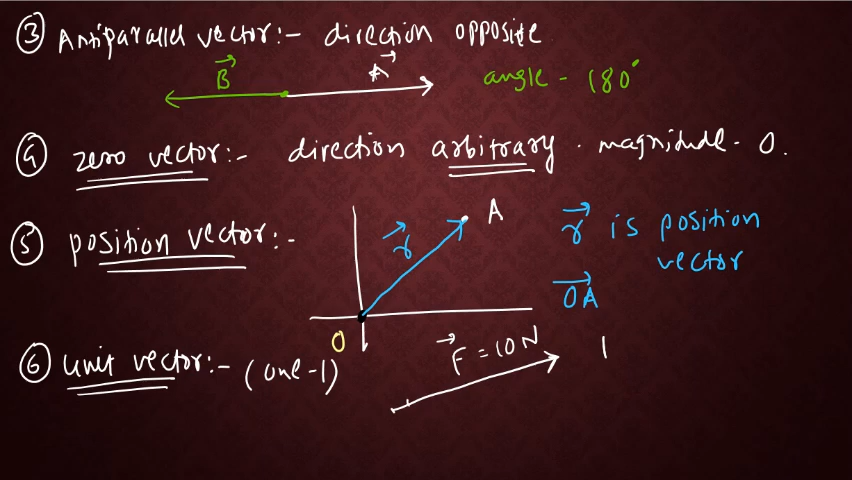 ③ Antiparallel vector:- direction opposite
B⃗ A⃗ angle - 180°
④ zero vector:- direction arbitrary . magnitude - 0.
⑤ position vector:- r⃗ A r⃗ is position
vector
OA⃗
O
⑥ unit vector:- (one -1) F⃗ = 10N |